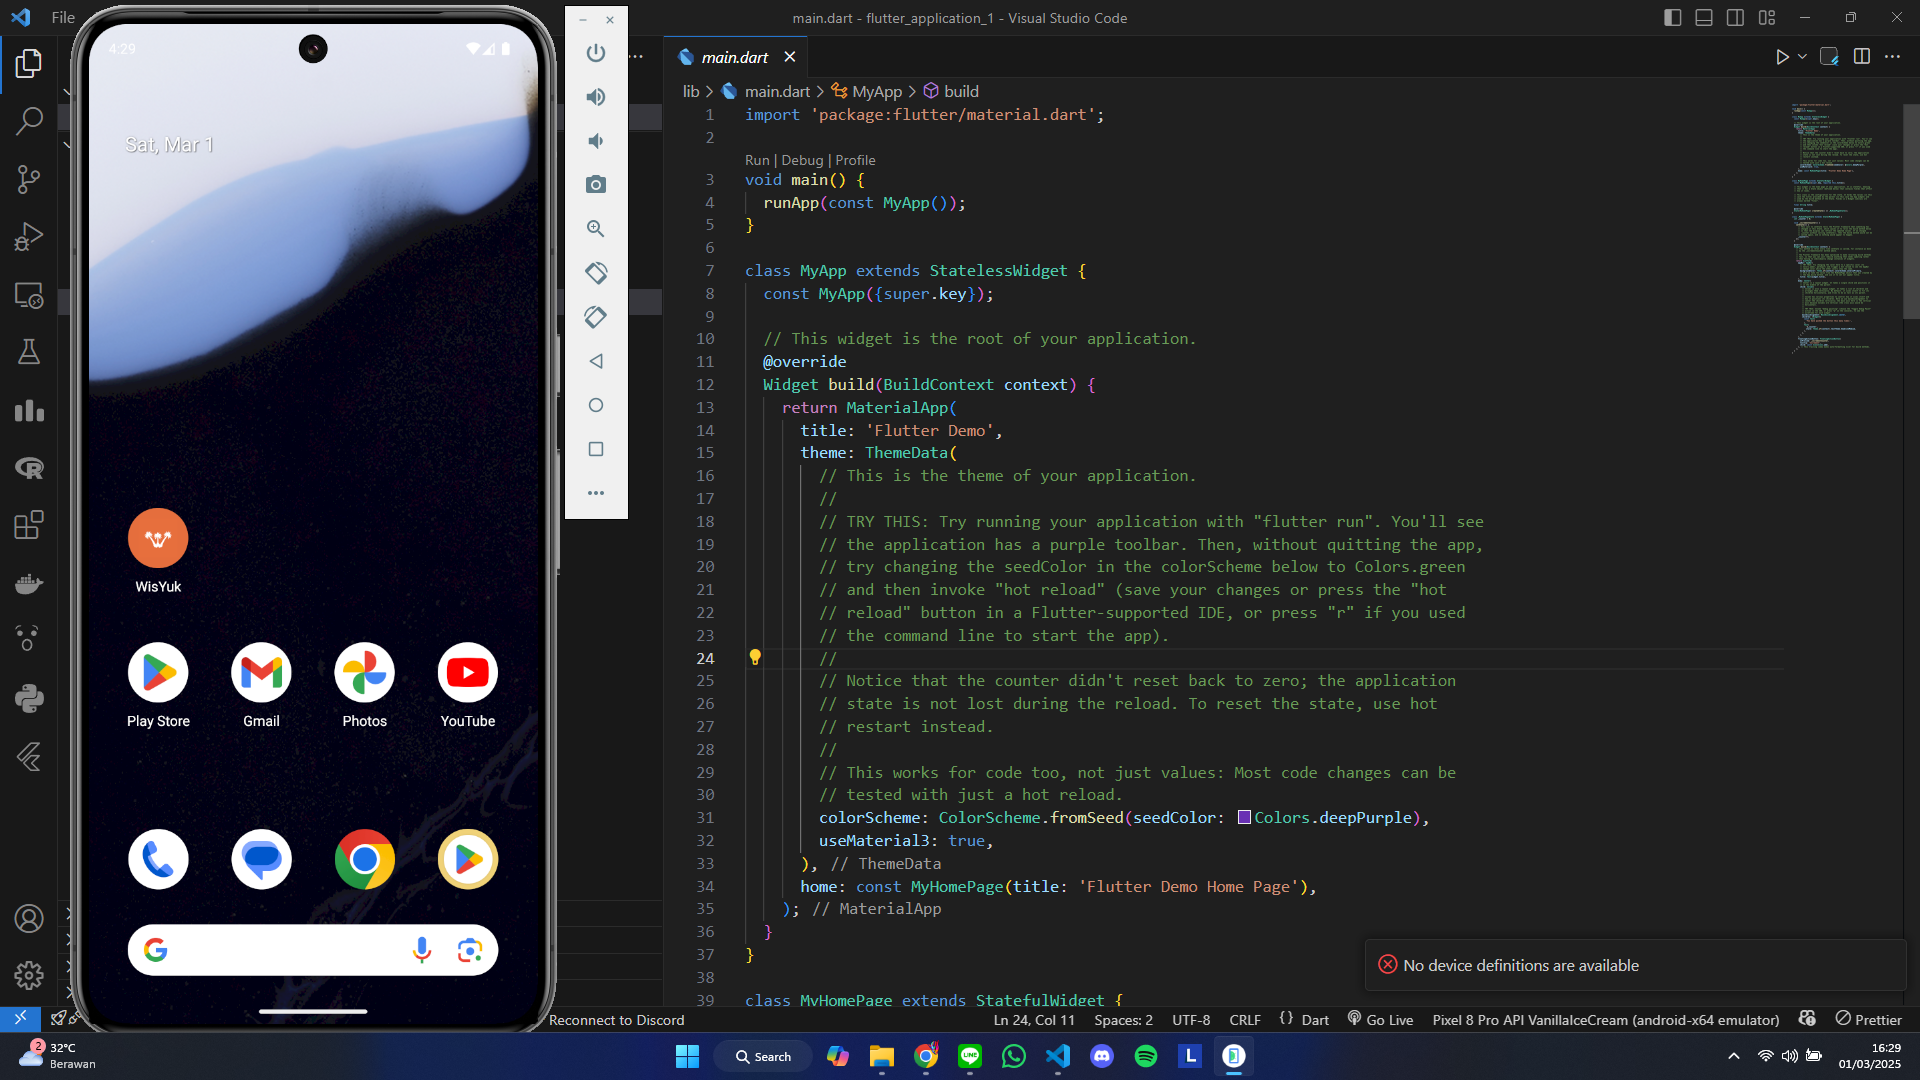 File
main.dart - flutter_application_1 - Visual Studio Code
4:29
Sat, Mar 1
WisYuk
Play Store
Gmail
Photos
YouTube
main.dart
lib > main.dart > MyApp > build
1 import 'package:flutter/material.dart';
2
Run | Debug | Profile
3 void main() {
4 runApp(const MyApp());
5 }
6
7 class MyApp extends StatelessWidget {
8 const MyApp({super.key});
9
10 // This widget is the root of your application.
11 @override
12 Widget build(BuildContext context) {
13 return MaterialApp(
14 title: 'Flutter Demo',
15 theme: ThemeData(
16 // This is the theme of your application.
17 //
18 // TRY THIS: Try running your application with "flutter run". You'll see
19 // the application has a purple toolbar. Then, without quitting the app,
20 // try changing the seedColor in the colorScheme below to Colors.green
21 // and then invoke "hot reload" (save your changes or press the "hot
22 // reload" button in a Flutter-supported IDE, or press "r" if you used
23 // the command line to start the app).
24 //
25 // Notice that the counter didn't reset back to zero; the application
26 // state is not lost during the reload. To reset the state, use hot
27 // restart instead.
28 //
29 // This works for code too, not just values: Most code changes can be
30 // tested with just a hot reload.
31 colorScheme: ColorScheme.fromSeed(seedColor: Colors.deepPurple),
32 useMaterial3: true,
33 ), // ThemeData
34 home: const MyHomePage(title: 'Flutter Demo Home Page'),
35 ); // MaterialApp
36 }
37 }
38
39 class MyHomePage extends StatefulWidget {
No device definitions are available
Reconnect to Discord
Ln 24, Col 11
Spaces: 2
UTF-8
CRLF
{ } Dart
Go Live
Pixel 8 Pro API VanillaIceCream (android-x64 emulator)
Prettier
2
32°C
Berawan
Search
LINE
L
16:29
01/03/2025